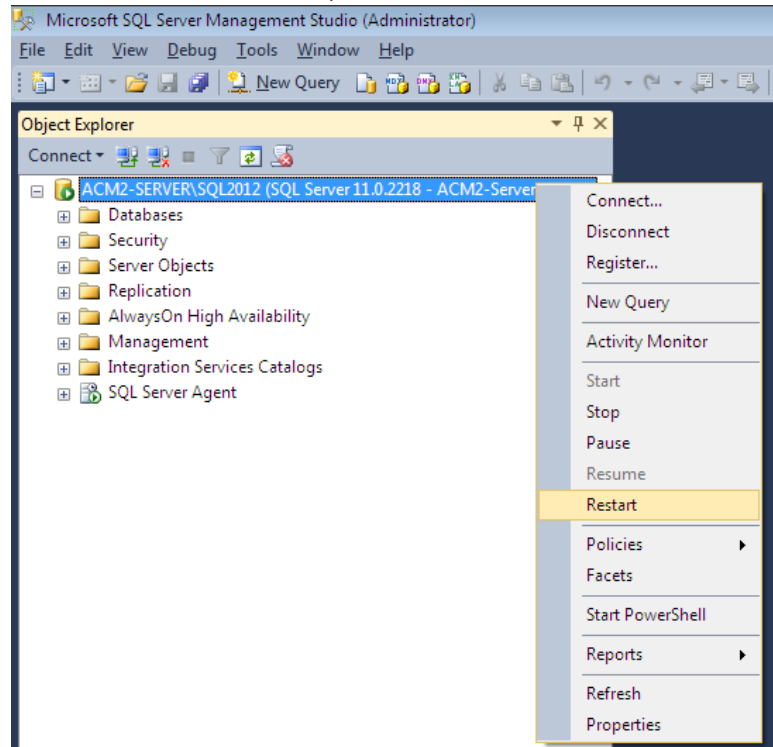 Microsoft SQL Server Management Studio (Administrator)
File Edit View Debug Tools Window Help
New Query
Object Explorer
Connect
ACM2-SERVER\SQL2012 (SQL Server 11.0.2218 - ACM2-Server
Databases
Security
Server Objects
Replication
AlwaysOn High Availability
Management
Integration Services Catalogs
SQL Server Agent
Connect...
Disconnect
Register...
New Query
Activity Monitor
Start
Stop
Pause
Resume
Restart
Policies
Facets
Start PowerShell
Reports
Refresh
Properties